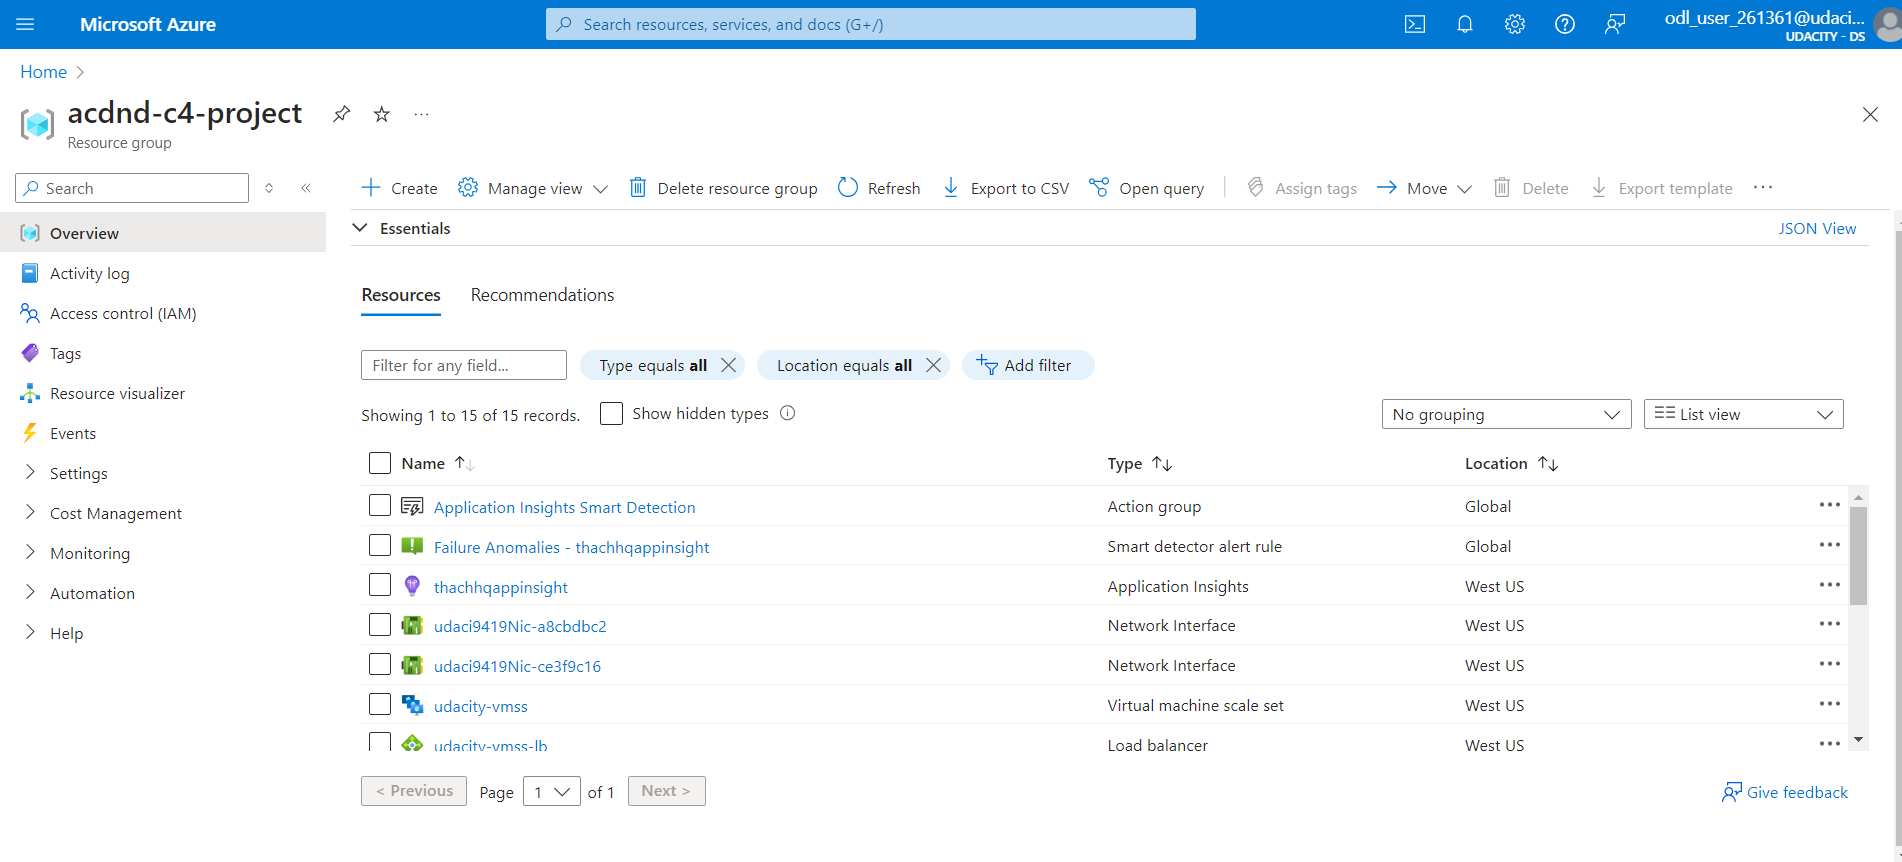 Microsoft Azure
Search resources, services, and docs (G+/)
odl_user_261361@udaci...
UDACITY - DS
Home
acdnd-c4-project
Resource group
Search
Create
Manage view
Delete resource group
Refresh
Export to CSV
Open query
Assign tags
Move
Delete
Export template
Overview
Activity log
Access control (IAM)
Tags
Resource visualizer
Events
Settings
Cost Management
Monitoring
Automation
Help
Essentials
JSON View
Resources Recommendations
Filter for any field...
Type equals all
Location equals all
Add filter
Showing 1 to 15 of 15 records.
Show hidden types
No grouping
List view
Name Type Location
Application Insights Smart Detection Action group Global
Failure Anomalies - thachhqappinsight Smart detector alert rule Global
thachhqappinsight Application Insights West US
udaci9419Nic-a8cbdbc2 Network Interface West US
udaci9419Nic-ce3f9c16 Network Interface West US
udacity-vmss Virtual machine scale set West US
udacity-vmss-lb Load balancer West US
< Previous Page 1 of 1 Next >
Give feedback